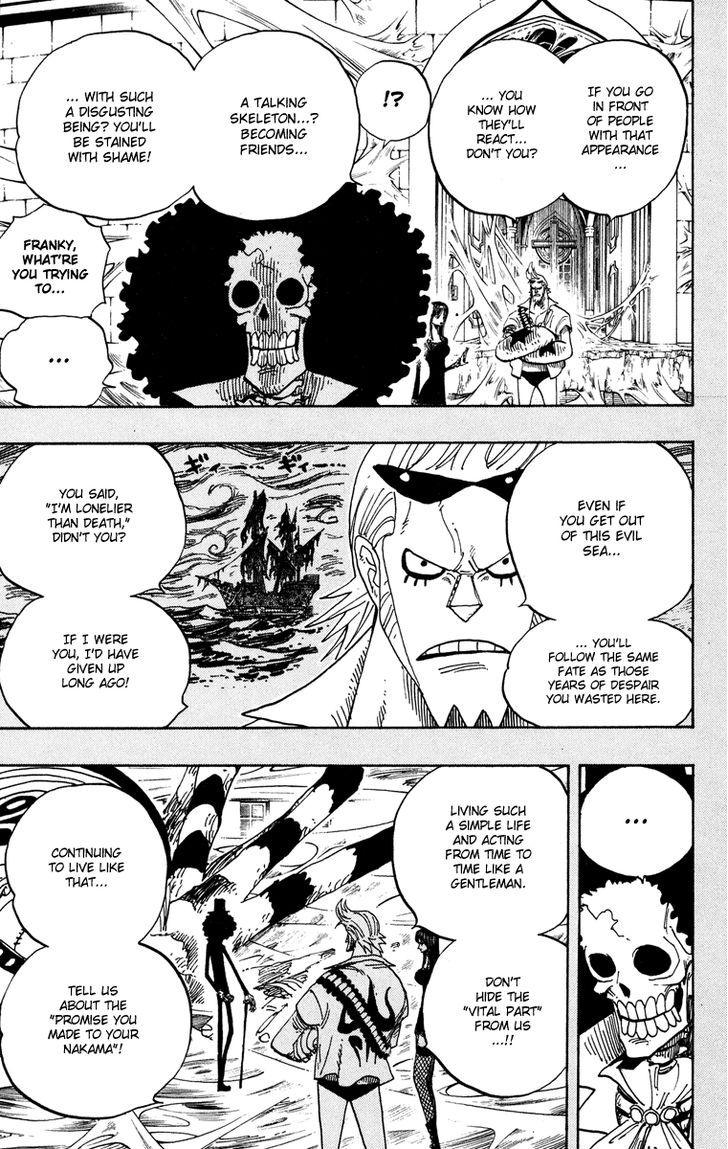 IF YOU GO
IN FRONT
OF PEOPLE
WITH THAT
APPEARANCE
...
... YOU
KNOW HOW
THEY'LL
REACT...
DON'T YOU?
!?
A TALKING
SKELETON...?
BECOMING
FRIENDS...
... WITH SUCH
A DISGUSTING
BEING? YOU'LL
BE STAINED
WITH SHAME!
FRANKY,
WHAT'RE
YOU TRYING
TO...
...
EVEN IF
YOU GET OUT
OF THIS EVIL
SEA...
... YOU'LL
FOLLOW THE SAME
FATE AS THOSE
YEARS OF DESPAIR
YOU WASTED HERE.
ギィ
ギィ
YOU SAID,
"I'M LONELIER
THAN DEATH,"
DIDN'T YOU?
IF I WERE
YOU, I'D HAVE
GIVEN UP
LONG AGO!
...
LIVING SUCH
A SIMPLE LIFE
AND ACTING
FROM TIME TO
TIME LIKE A
GENTLEMAN.
DON'T
HIDE THE
"VITAL PART"
FROM US
...!!
CONTINUING
TO LIVE LIKE
THAT...
TELL US
ABOUT THE
"PROMISE YOU
MADE TO YOUR
NAKAMA"!